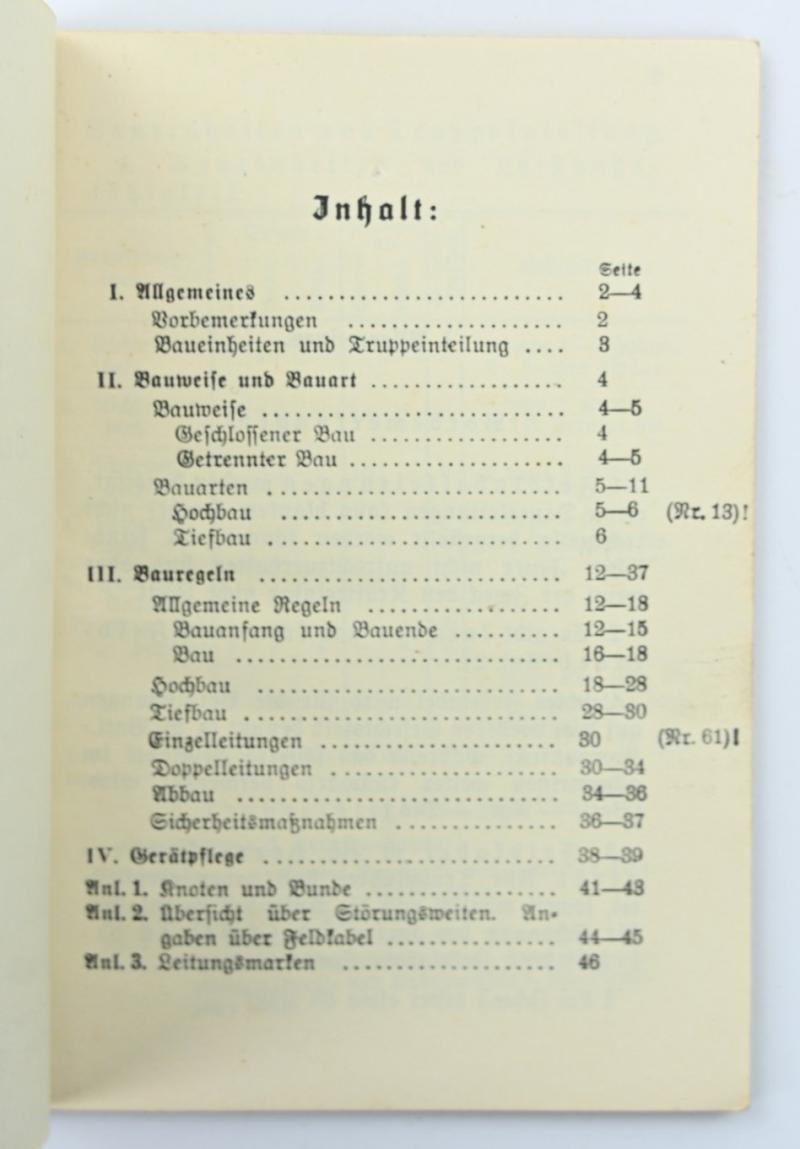 Inhalt:
Seite
I. Allgemeines ............................ 2—4
Vorbemerkungen ..................... 2
Baueinheiten und Truppeinteilung .... 3
II. Bauweise und Bauart ................... 4
Bauweise .............................. 4—5
Geschlossener Bau ................... 4
Getrennter Bau ..................... 4—5
Bauarten ............................. 5—11
Hochbau ............................ 5—6 (Nr. 13)!
Tiefbau ............................. 6
III. Bauregeln .............................. 12—37
Allgemeine Regeln ................... 12—18
Bauanfang und Bauende .......... 12—15
Bau ................................ 16—18
Hochbau .............................. 18—28
Tiefbau ............................... 28—30
Einzelleitungen ....................... 30 (Nr. 61)!
Doppelleitungen ...................... 30—34
Abbau ................................ 34—36
Sicherheitsmaßnahmen ................ 36—37
IV. Gerätpflege ............................. 38—39
Anl. 1. Knoten und Bunde ................... 41—43
Anl. 2. Übersicht über Störungsweiten. An-
gaben über Feldkabel ................. 44—45
Anl. 3. Leitungsmarken ..................... 46